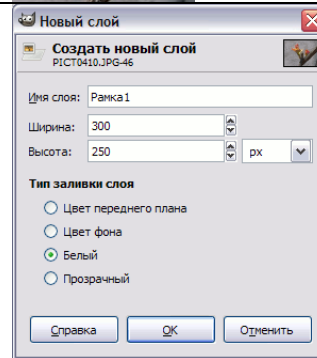 Новый слой
Создать новый слой
PICT0410.JPG-46
Имя слоя: Рамка1
Ширина: 300
Высота: 250 px
Тип заливки слоя
Цвет переднего плана
Цвет фона
Белый
Прозрачный
Справка OK Отменить